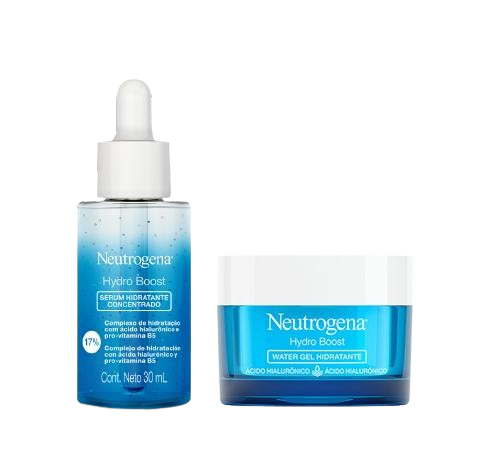 Neutrogena®
Hydro Boost
SERUM HIDRATANTE
CONCENTRADO
17%
Complexo de hidratação
com ácido hialurônico e
pro-vitamina B5
Complejo de hidratación
con ácido hialurónico y
pro-vitamina B5
Cont. Neto 30 mL
Neutrogena®
Hydro Boost
WATER GEL HIDRATANTE
ÁCIDO HIALURÔNICO ÁCIDO HIALURÓNICO